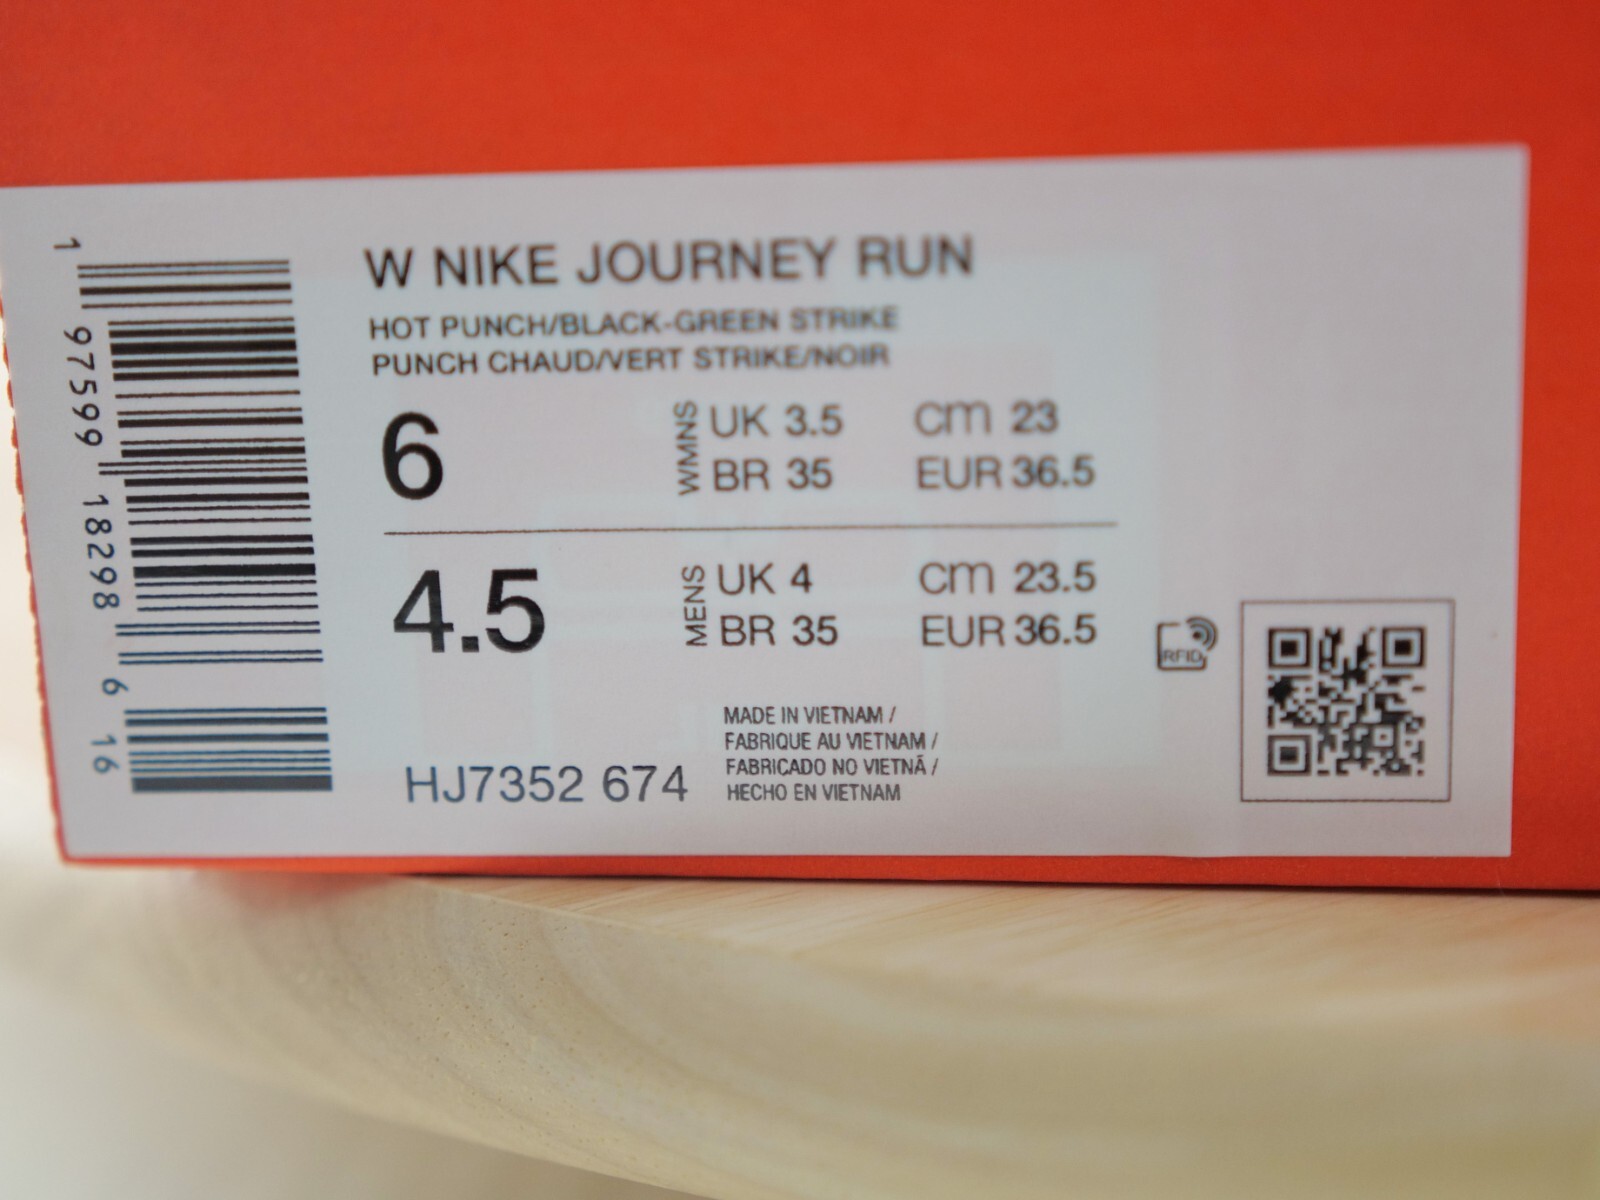 1 97599 18298 6 16
W NIKE JOURNEY RUN
HOT PUNCH/BLACK-GREEN STRIKE
PUNCH CHAUD/VERT STRIKE/NOIR
6
WMNS
UK 3.5 cm 23
BR 35 EUR 36.5
4.5
MENS
UK 4 cm 23.5
BR 35 EUR 36.5
RFID
MADE IN VIETNAM /
FABRIQUE AU VIETNAM /
FABRICADO NO VIETNÃ /
HECHO EN VIETNAM
HJ7352 674